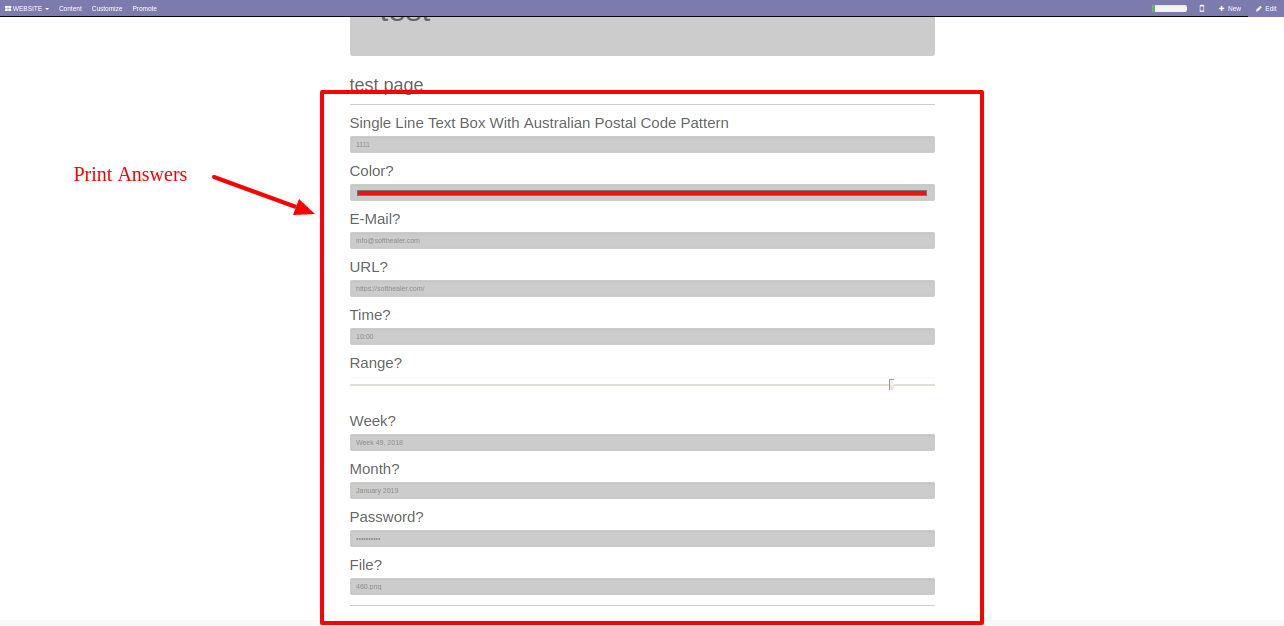 WEBSITE Content Customize Promote New Edit
test
test page
Single Line Text Box With Australian Postal Code Pattern
1111
Print Answers
Color?
E-Mail?
info@softhealer.com
URL?
https://softhealer.com/
Time?
10:00
Range?
Week?
Week 49, 2018
Month?
January 2019
Password?
••••••••••
File?
460.png